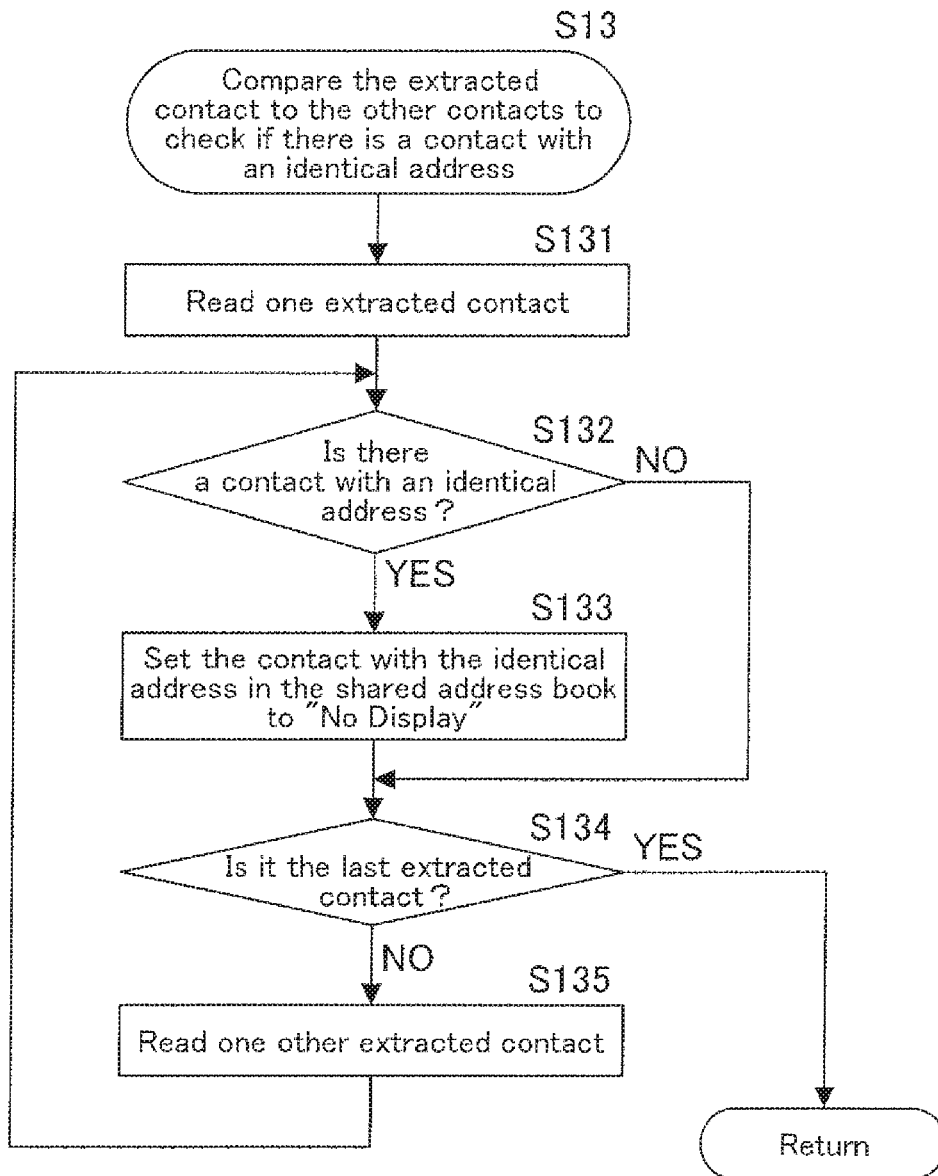 S13
Compare the extracted
contact to the other contacts to
check if there is a contact with
an identical address
S131
Read one extracted contact
S132
Is there
a contact with an identical
address?
NO
YES
S133
Set the contact with the identical
address in the shared address book
to "No Display"
S134
Is it the last extracted
contact?
YES
NO
S135
Read one other extracted contact
Return